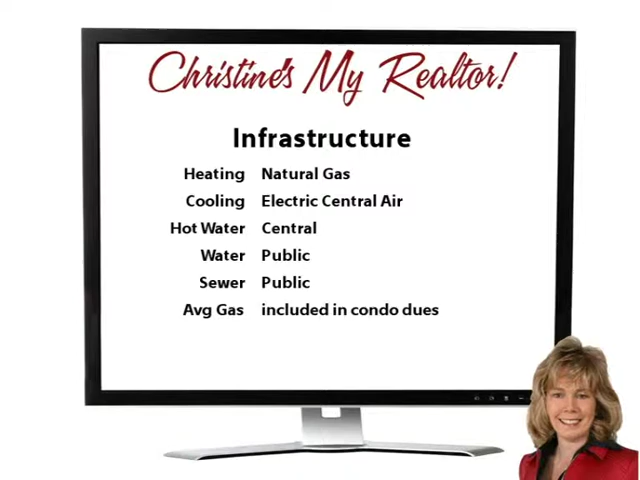 Christine's My Realtor!
Infrastructure
Heating Natural Gas
Cooling Electric Central Air
Hot Water Central
Water Public
Sewer Public
Avg Gas included in condo dues